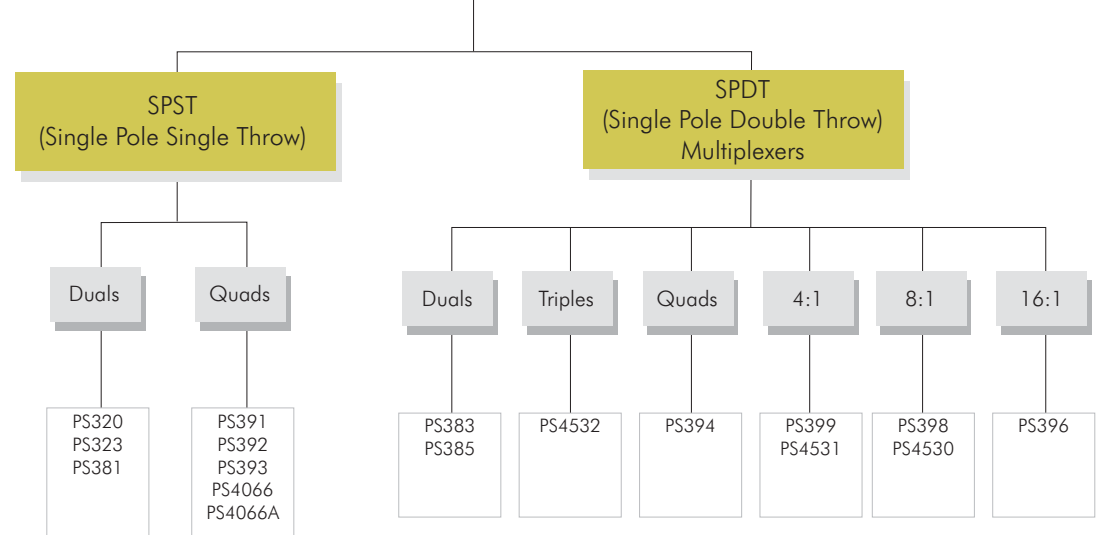 SPST
(Single Pole Single Throw)
SPDT
(Single Pole Double Throw)
Multiplexers
Duals
Quads
Duals
Triples
Quads
4:1
8:1
16:1
PS320
PS323
PS381
PS391
PS392
PS393
PS4066
PS4066A
PS383
PS385
PS4532
PS394
PS399
PS4531
PS398
PS4530
PS396